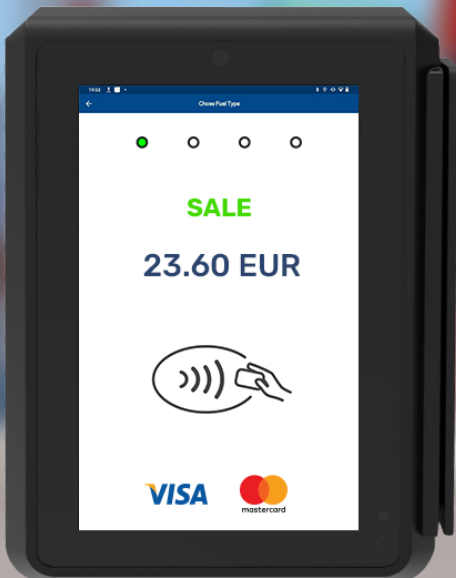 14:53
Chose Fuel Type
SALE
23.60 EUR
VISA
mastercard